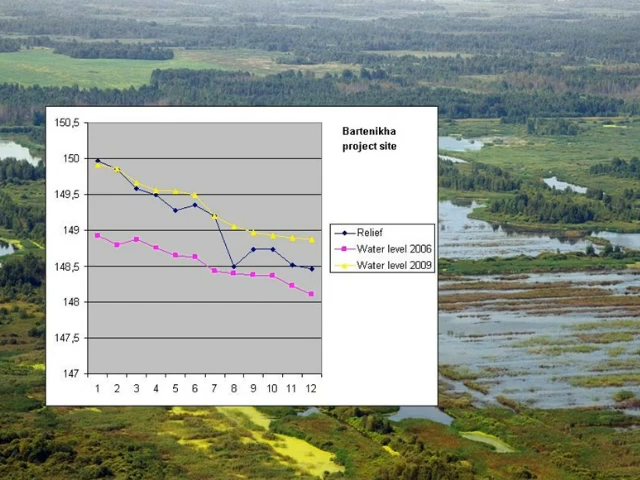 Bartenikha
project site
150,5
150
149,5
149
148,5
148
147,5
147
1 2 3 4 5 6 7 8 9 10 11 12
Relief
Water level 2006
Water level 2009